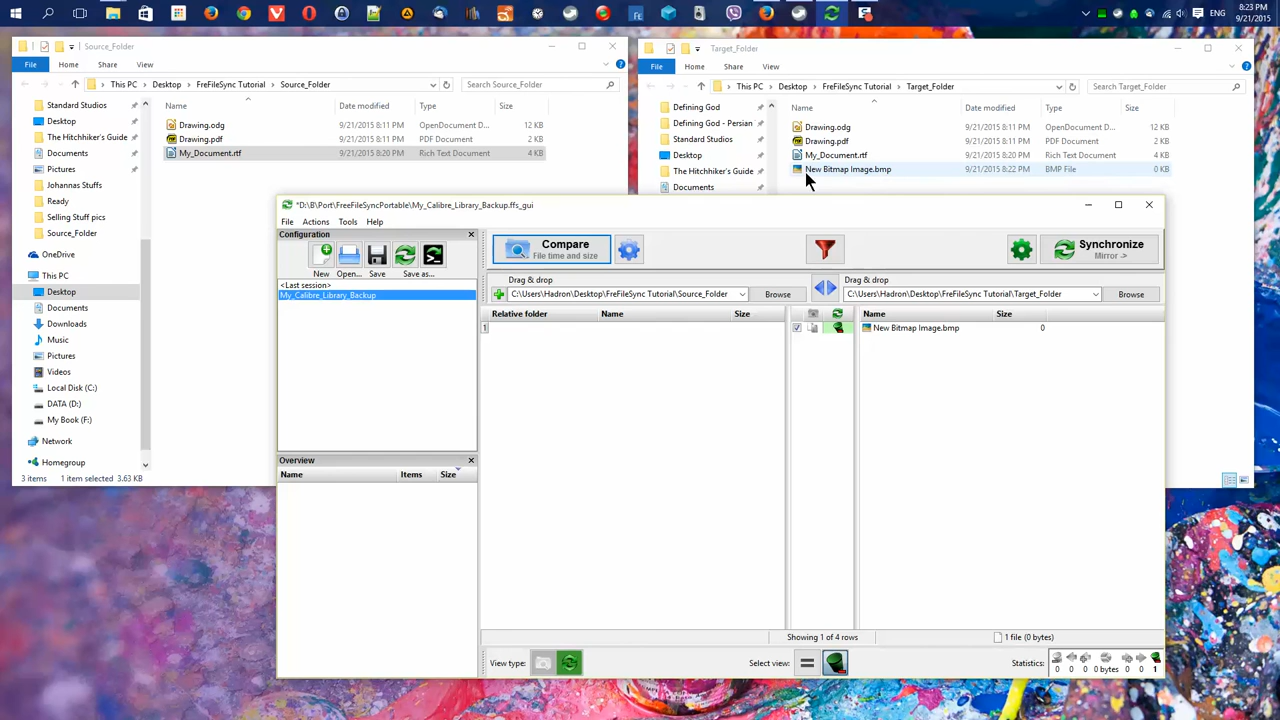 8:23 PM
ENG
9/21/2015
Source_Folder
File Home Share View
This PC Desktop FreFileSync Tutorial Source_Folder
Search Source_Folder
Name Date modified Type Size
Standard Studios
Desktop
The Hitchhiker's Guide
Documents
Pictures
Johannas Stuffs
Ready
Selling Stuff pics
Source_Folder
OneDrive
This PC
Desktop
Documents
Downloads
Music
Pictures
Videos
Local Disk (C:)
DATA (D:)
My Book (F:)
Network
Homegroup
Drawing.odg 9/21/2015 8:11 PM OpenDocument D... 12 KB
Drawing.pdf 9/21/2015 8:11 PM PDF Document 2 KB
My_Document.rtf 9/21/2015 8:20 PM Rich Text Document 4 KB
3 items 1 item selected 3.63 KB
Target_Folder
File Home Share View
This PC Desktop FreFileSync Tutorial Target_Folder
Search Target_Folder
Name Date modified Type Size
Defining God
Defining God - Persian
Standard Studios
Desktop
The Hitchhiker's Guide
Documents
Drawing.odg 9/21/2015 8:11 PM OpenDocument D... 12 KB
Drawing.pdf 9/21/2015 8:11 PM PDF Document 2 KB
My_Document.rtf 9/21/2015 8:20 PM Rich Text Document 4 KB
New Bitmap Image.bmp 9/21/2015 8:22 PM BMP File 0 KB
*D:\B\Port\FreeFileSyncPortable\My_Calibre_Library_Backup.ffs_gui
File Actions Tools Help
Configuration
New Open... Save Save as...
<Last session>
My_Calibre_Library_Backup
Overview
Name Items Size
Compare
File time and size
Synchronize
Mirror ->
Drag & drop
C:\Users\Hadron\Desktop\FreFileSync Tutorial\Source_Folder
Browse
Drag & drop
C:\Users\Hadron\Desktop\FreFileSync Tutorial\Target_Folder
Browse
Relative folder Name Size
Name Size
1
New Bitmap Image.bmp 0
Showing 1 of 4 rows
1 file (0 bytes)
View type:
Select view:
Statistics:
0 0 0 0 bytes 0 0 1